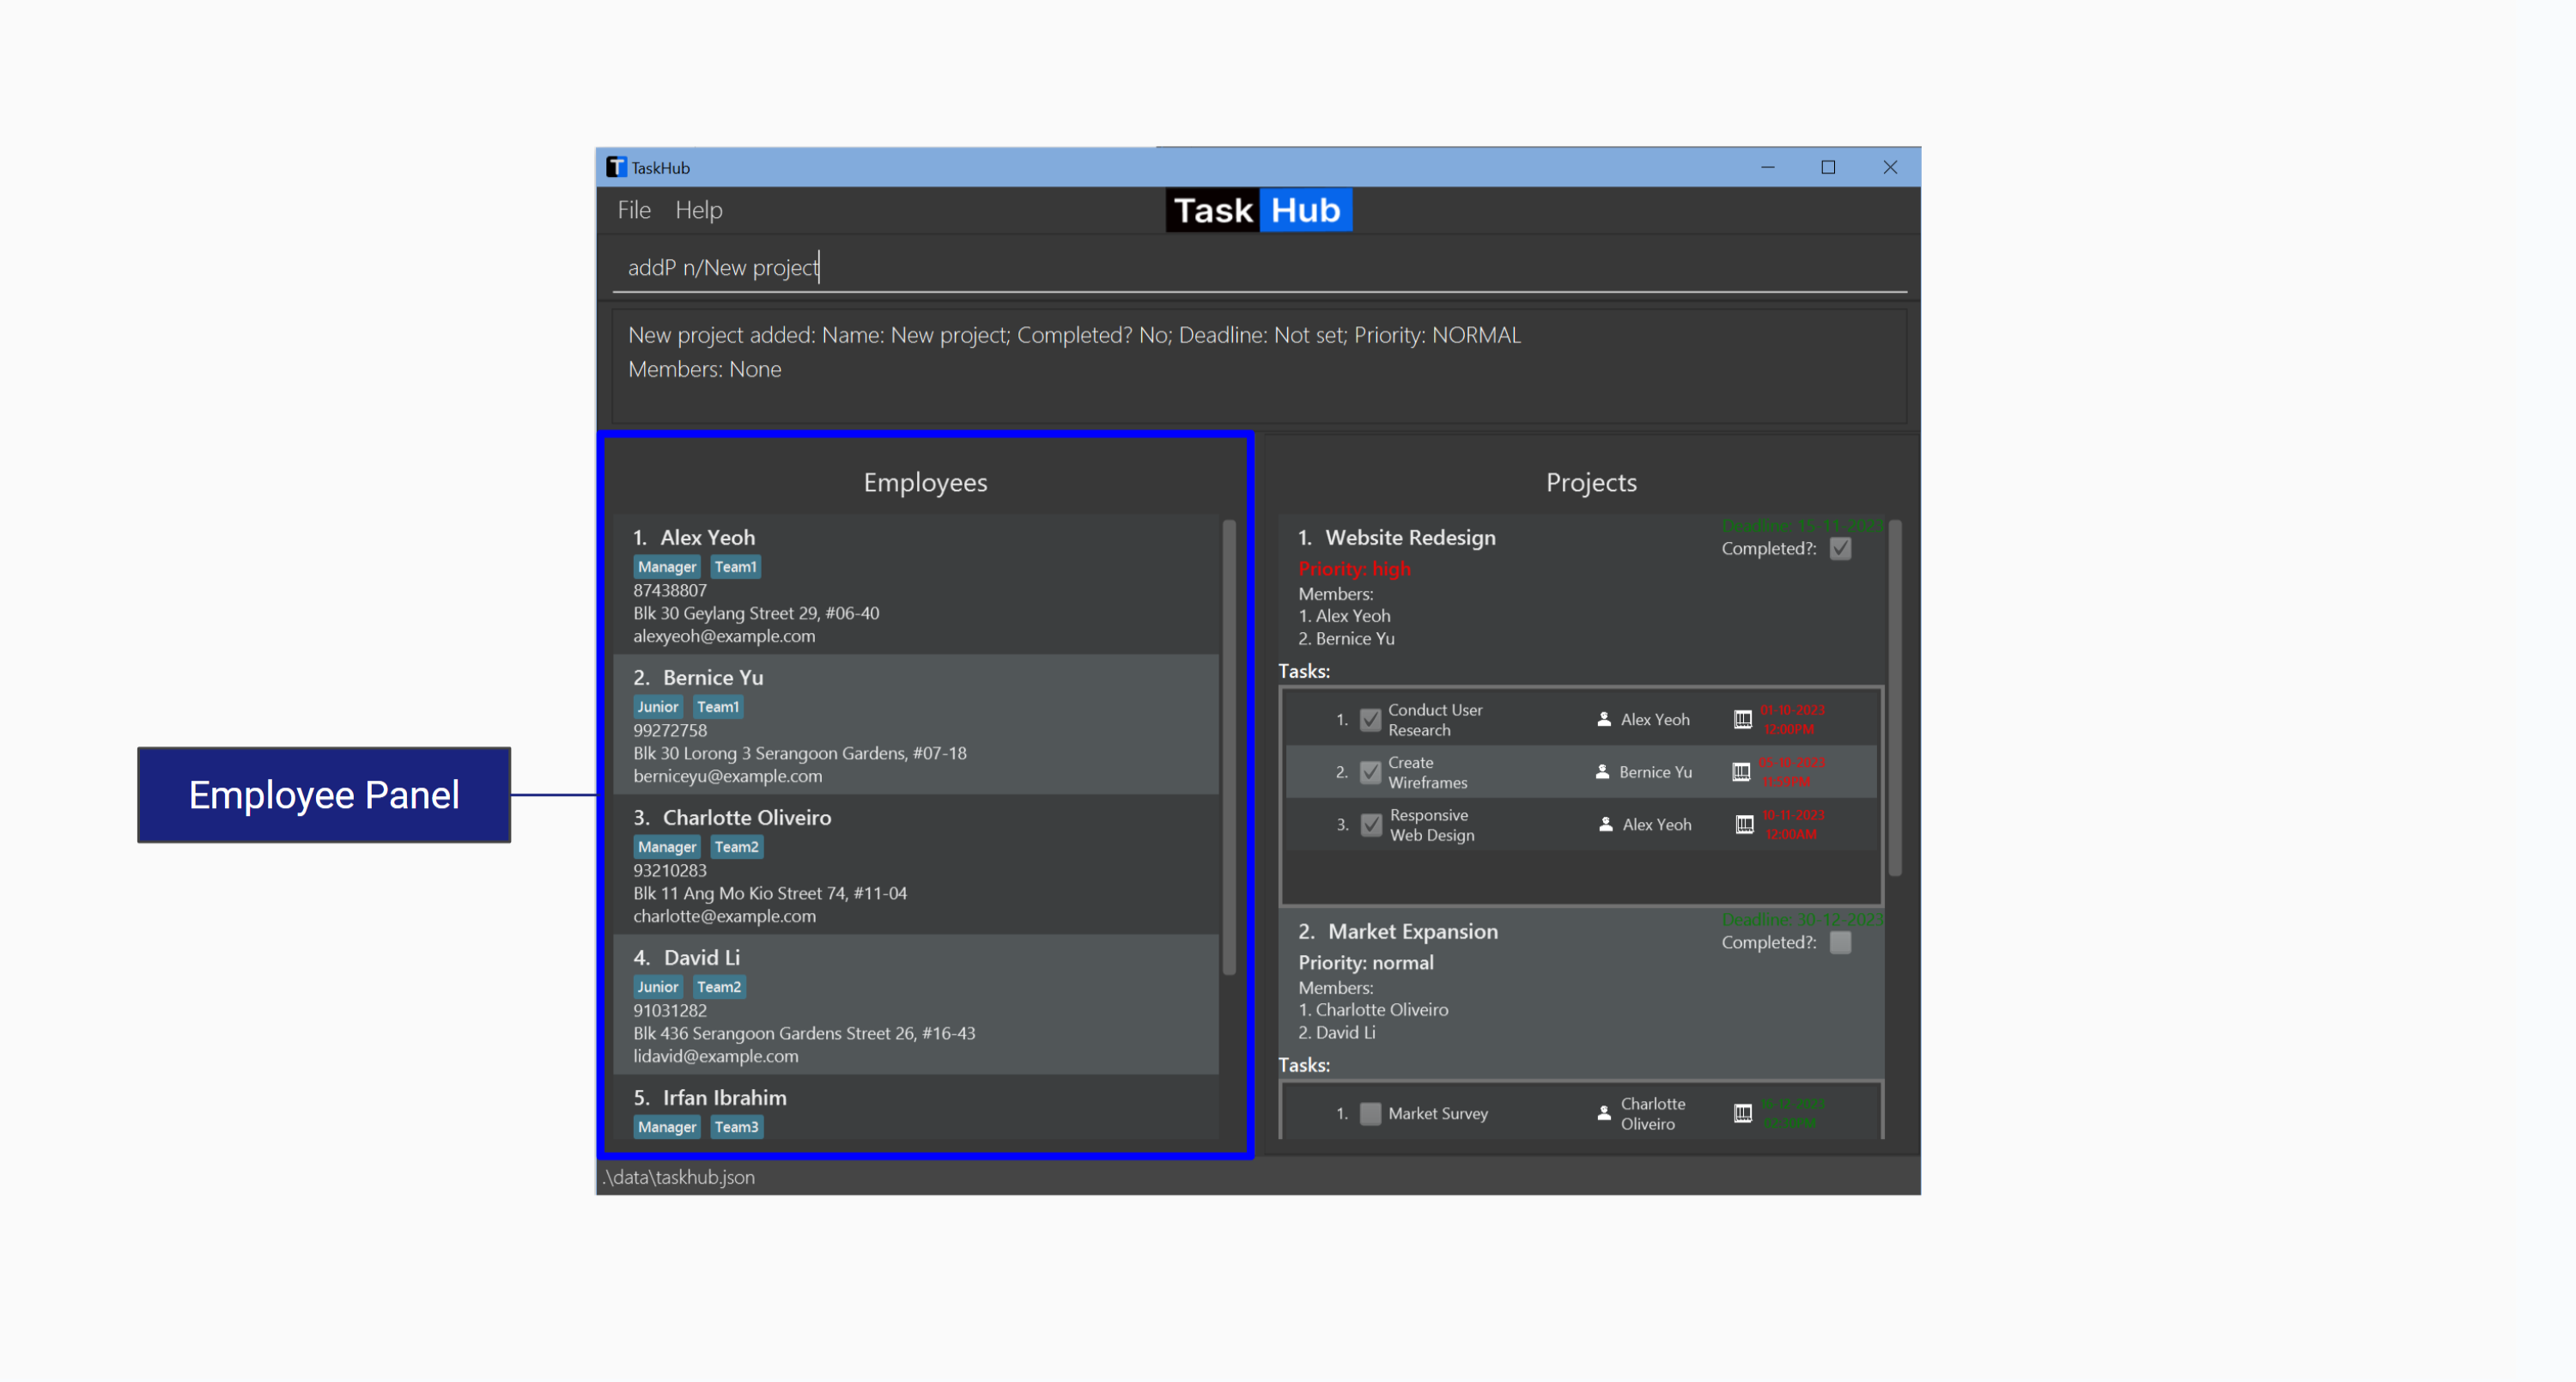 TaskHub
File Help
Task Hub
addP n/New project
New project added: Name: New project; Completed? No; Deadline: Not set; Priority: NORMAL
Members: None
Employee Panel
Employees
1. Alex Yeoh
Manager Team1
87438807
Blk 30 Geylang Street 29, #06-40
alexyeoh@example.com
2. Bernice Yu
Junior Team1
99272758
Blk 30 Lorong 3 Serangoon Gardens, #07-18
berniceyu@example.com
3. Charlotte Oliveiro
Manager Team2
93210283
Blk 11 Ang Mo Kio Street 74, #11-04
charlotte@example.com
4. David Li
Junior Team2
91031282
Blk 436 Serangoon Gardens Street 26, #16-43
lidavid@example.com
5. Irfan Ibrahim
Manager Team3
Projects
1. Website Redesign
Deadline: 15-11-2023
Completed?:
Priority: high
Members:
1. Alex Yeoh
2. Bernice Yu
Tasks:
1. Conduct User
Research
Alex Yeoh
01-10-2023
12:00PM
2. Create
Wireframes
Bernice Yu
05-10-2023
11:59PM
3. Responsive
Web Design
Alex Yeoh
10-11-2023
12:00AM
2. Market Expansion
Deadline: 30-12-2023
Completed?:
Priority: normal
Members:
1. Charlotte Oliveiro
2. David Li
Tasks:
1. Market Survey
Charlotte
Oliveiro
16-12-2023
02:30PM
.\data\taskhub.json